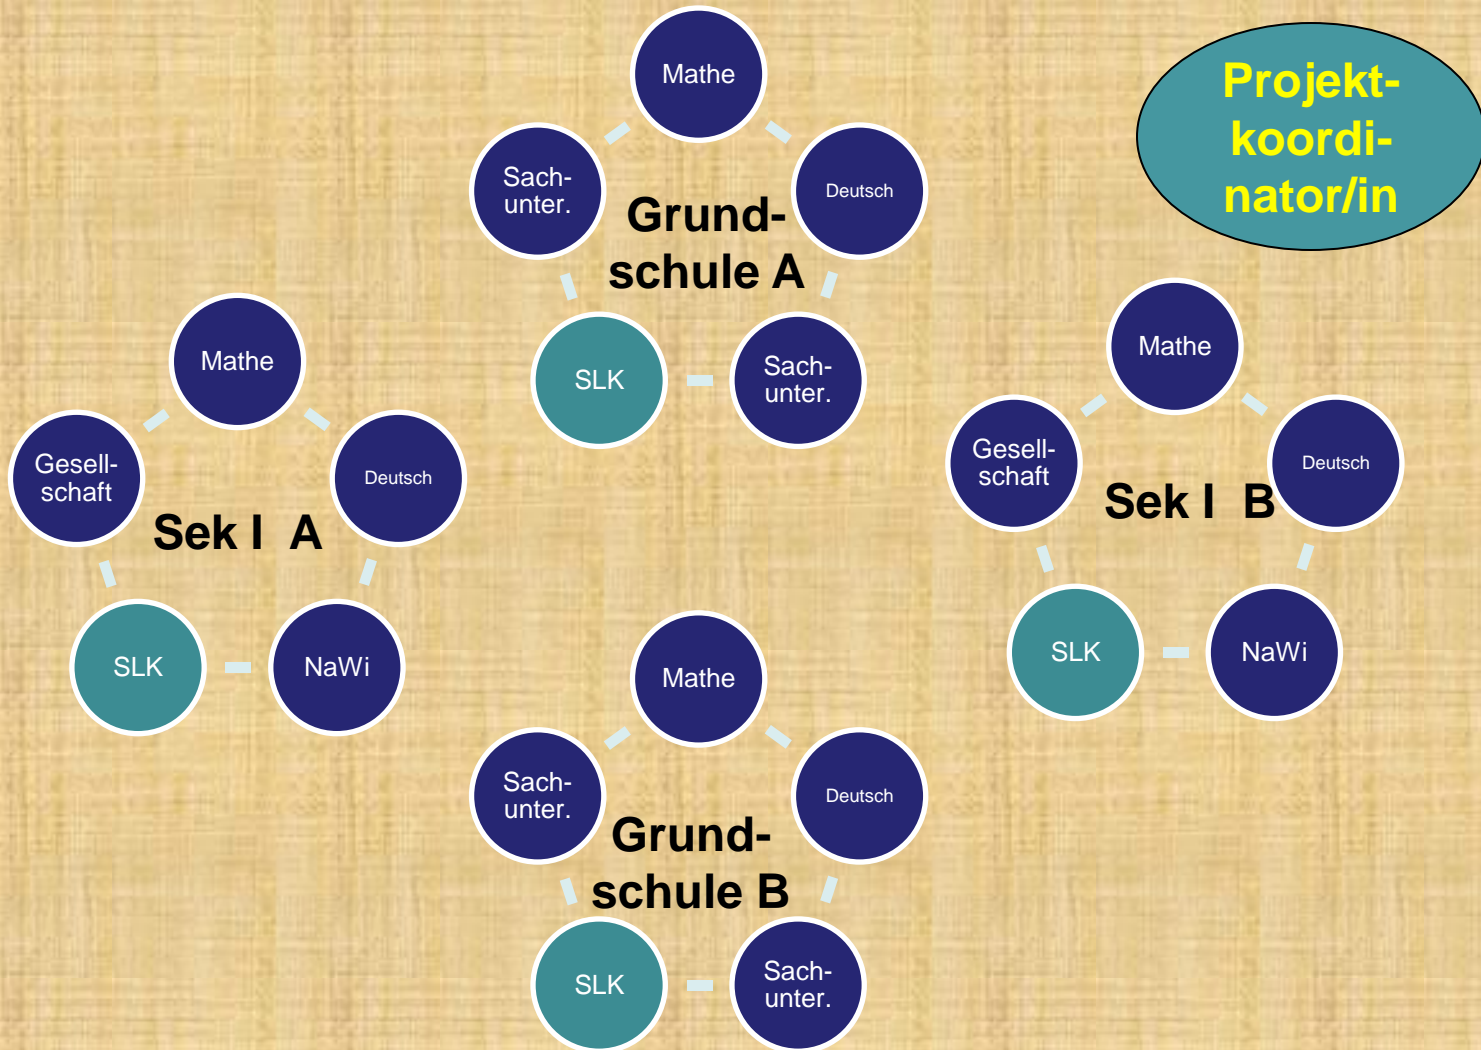 Mathe
Sach-
unter.
Deutsch
Grund-
schule A
SLK
Sach-
unter.
Projekt-
koordi-
nator/in
Mathe
Gesell-
schaft
Deutsch
Sek I  A
SLK
NaWi
Mathe
Gesell-
schaft
Deutsch
Sek I  B
SLK
NaWi
Mathe
Sach-
unter.
Deutsch
Grund-
schule B
SLK
Sach-
unter.